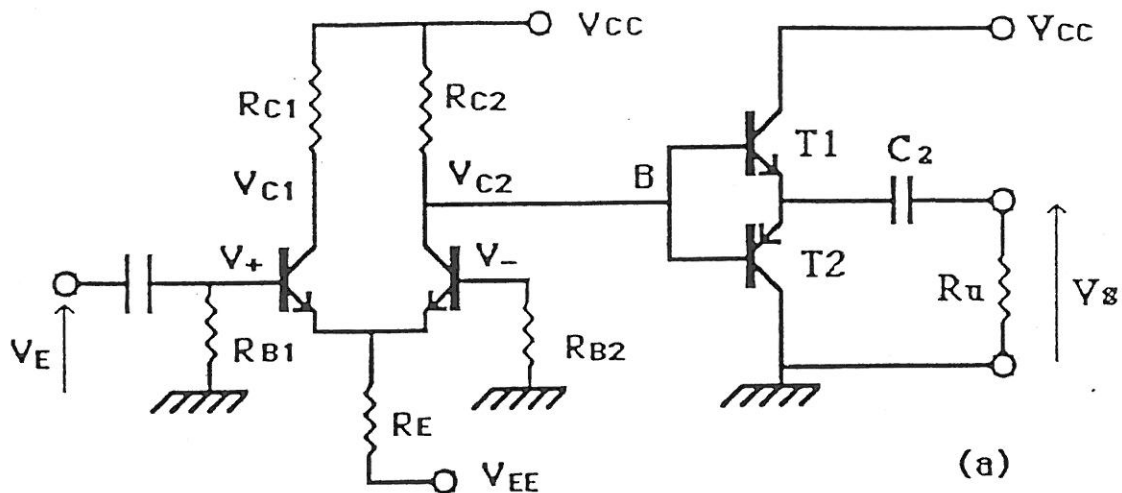 VCC
VCC
RC1
RC2
T1
C2
VC1
VC2
B
V+
V-
T2
Ru
Vs
VE
RB1
RB2
RE
VEE
(a)